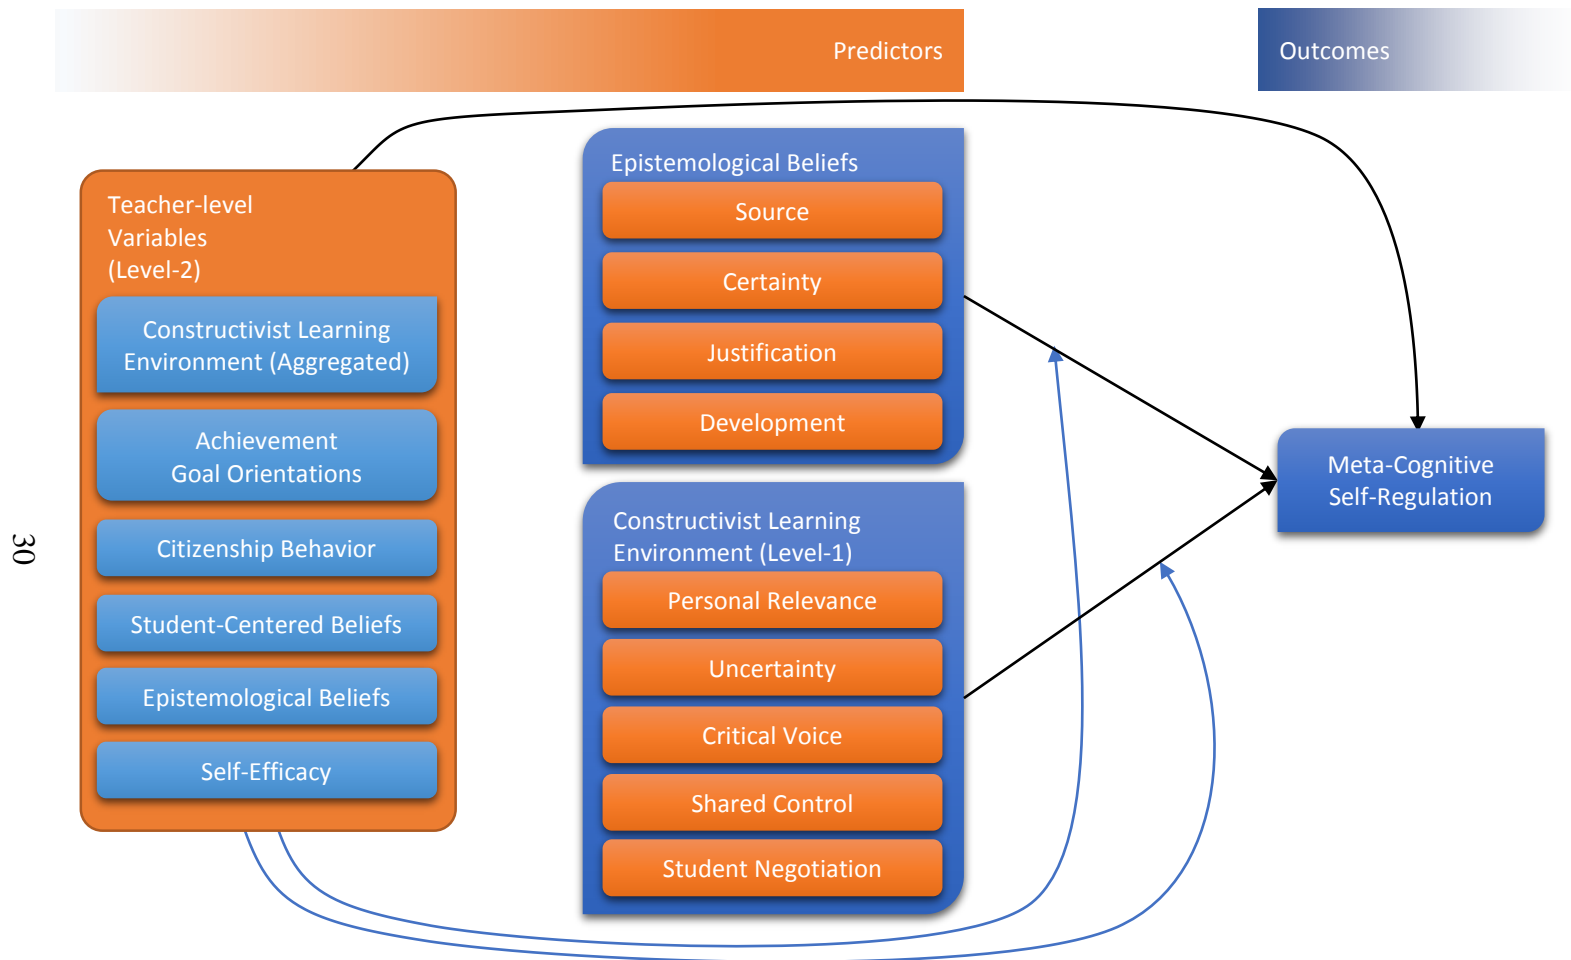 Predictors
Outcomes
Teacher-level
Variables
(Level-2)
Constructivist Learning
Environment (Aggregated)
Achievement
Goal Orientations
Citizenship Behavior
Student-Centered Beliefs
Epistemological Beliefs
Self-Efficacy
Epistemological Beliefs
Source
Certainty
Justification
Development
Constructivist Learning
Environment (Level-1)
Personal Relevance
Uncertainty
Critical Voice
Shared Control
Student Negotiation
Meta-Cognitive
Self-Regulation
30